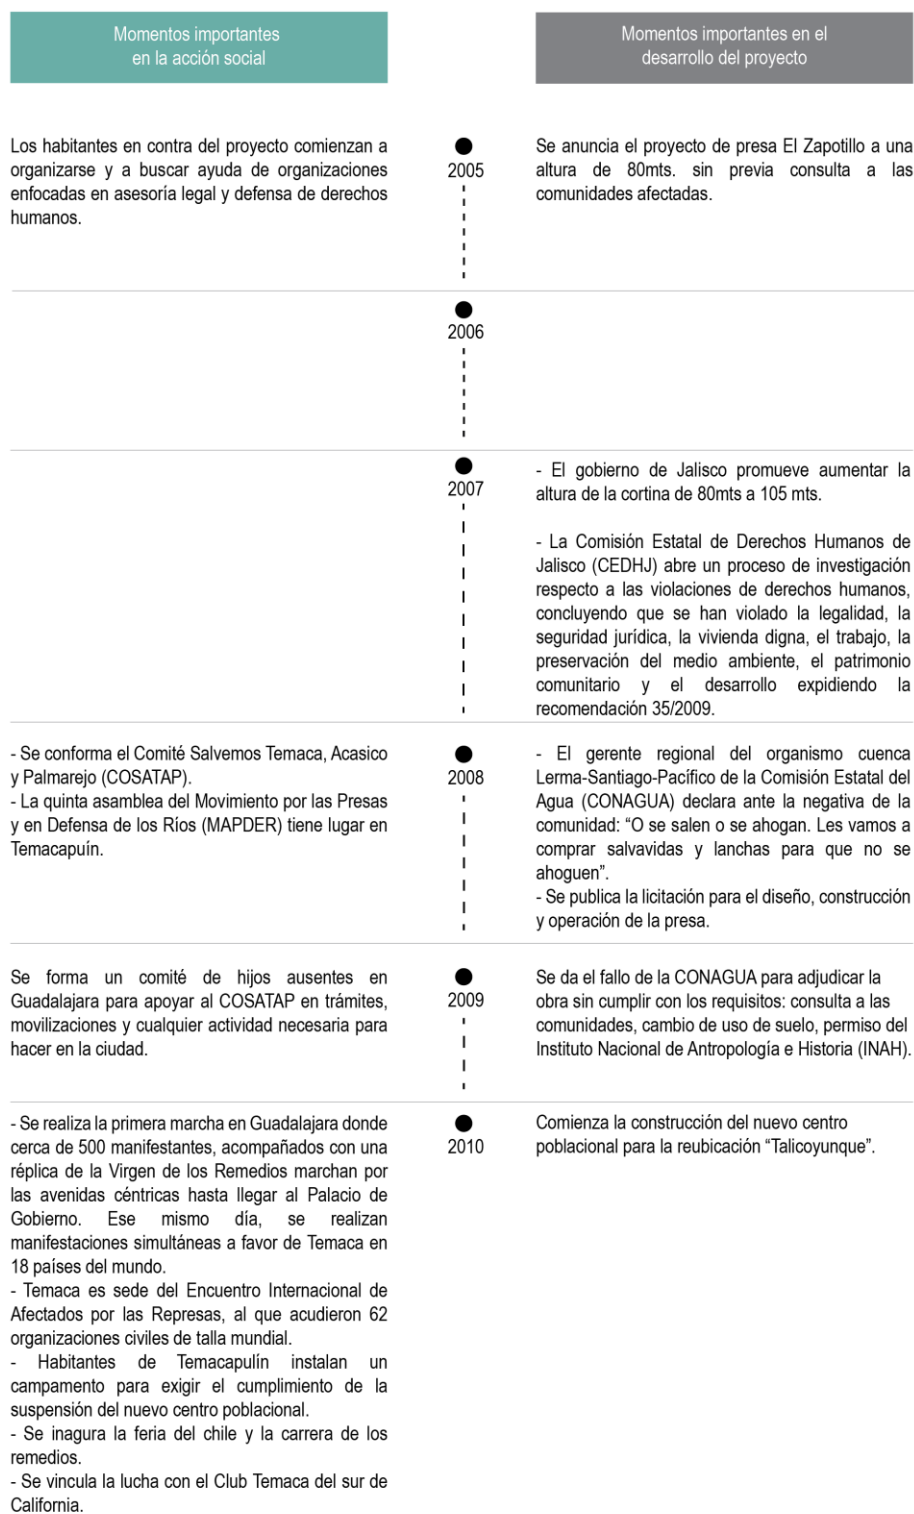 Momentos importantes
en la acción social
Momentos importantes en el
desarrollo del proyecto
Los habitantes en contra del proyecto comienzan a
organizarse y a buscar ayuda de organizaciones
enfocadas en asesoría legal y defensa de derechos
humanos.
2005
Se anuncia el proyecto de presa El Zapotillo a una
altura de 80mts. sin previa consulta a las
comunidades afectadas.
2006
2007
- El gobierno de Jalisco promueve aumentar la
altura de la cortina de 80mts a 105 mts.
- La Comisión Estatal de Derechos Humanos de
Jalisco (CEDHJ) abre un proceso de investigación
respecto a las violaciones de derechos humanos,
concluyendo que se han violado la legalidad, la
seguridad jurídica, la vivienda digna, el trabajo, la
preservación del medio ambiente, el patrimonio
comunitario y el desarrollo expidiendo la
recomendación 35/2009.
- Se conforma el Comité Salvemos Temaca, Acasico
y Palmarejo (COSATAP).
- La quinta asamblea del Movimiento por las Presas
y en Defensa de los Ríos (MAPDER) tiene lugar en
Temacapuín.
2008
- El gerente regional del organismo cuenca
Lerma-Santiago-Pacífico de la Comisión Estatal del
Agua (CONAGUA) declara ante la negativa de la
comunidad: “O se salen o se ahogan. Les vamos a
comprar salvavidas y lanchas para que no se
ahoguen”.
- Se publica la licitación para el diseño, construcción
y operación de la presa.
Se forma un comité de hijos ausentes en
Guadalajara para apoyar al COSATAP en trámites,
movilizaciones y cualquier actividad necesaria para
hacer en la ciudad.
2009
Se da el fallo de la CONAGUA para adjudicar la
obra sin cumplir con los requisitos: consulta a las
comunidades, cambio de uso de suelo, permiso del
Instituto Nacional de Antropología e Historia (INAH).
- Se realiza la primera marcha en Guadalajara donde
cerca de 500 manifestantes, acompañados con una
réplica de la Virgen de los Remedios marchan por
las avenidas céntricas hasta llegar al Palacio de
Gobierno. Ese mismo día, se realizan
manifestaciones simultáneas a favor de Temaca en
18 países del mundo.
- Temaca es sede del Encuentro Internacional de
Afectados por las Represas, al que acudieron 62
organizaciones civiles de talla mundial.
- Habitantes de Temacapulín instalan un
campamento para exigir el cumplimiento de la
suspensión del nuevo centro poblacional.
- Se inagura la feria del chile y la carrera de los
remedios.
- Se vincula la lucha con el Club Temaca del sur de
California.
2010
Comienza la construcción del nuevo centro
poblacional para la reubicación “Talicoyunque”.